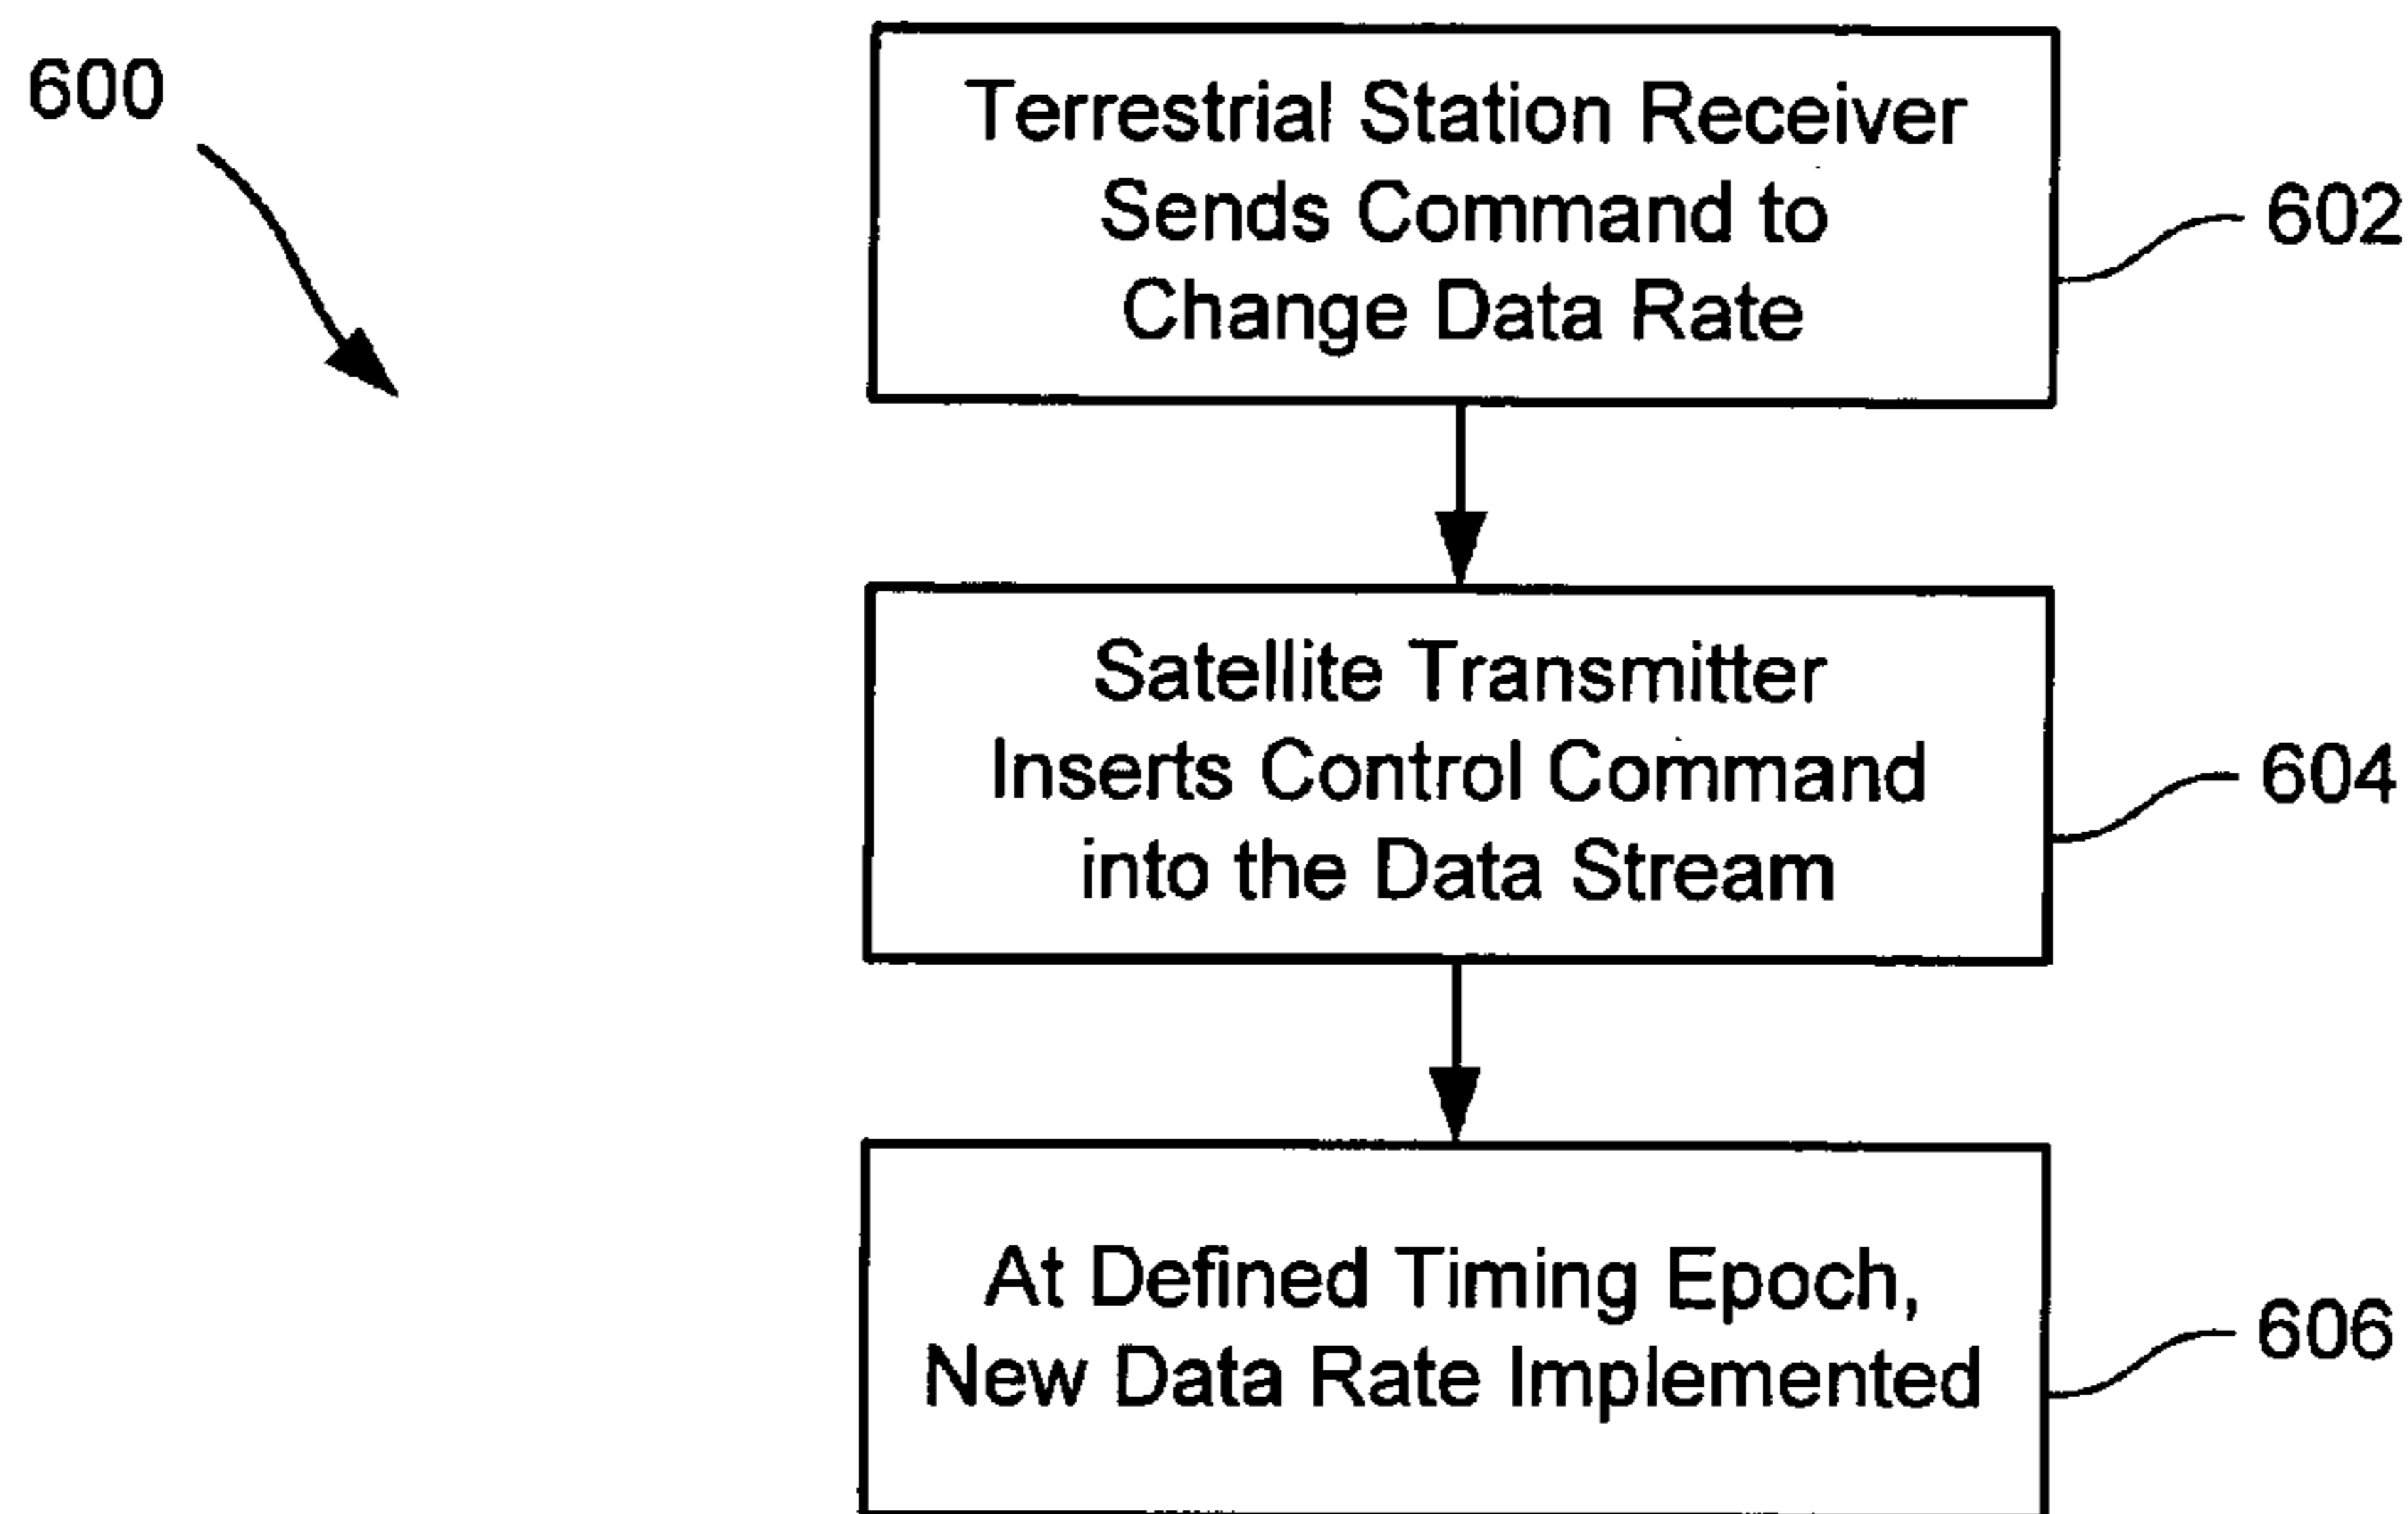 600
Terrestrial Station Receiver
Sends Command to
Change Data Rate
602
Satellite Transmitter
Inserts Control Command
into the Data Stream
604
At Defined Timing Epoch,
New Data Rate Implemented
606